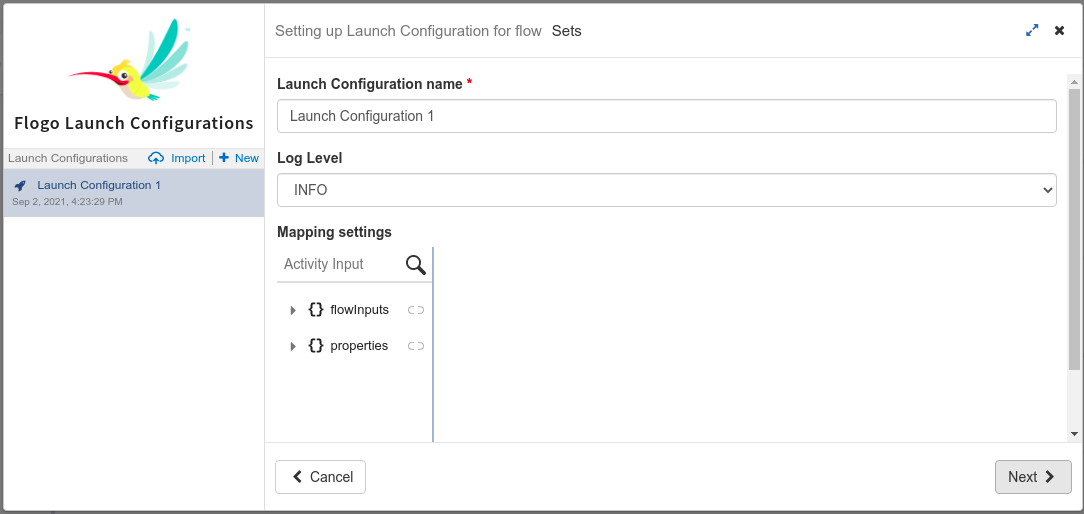 Flogo Launch Configurations
Launch Configurations Import New
Launch Configuration 1
Sep 2, 2021, 4:23:29 PM
Setting up Launch Configuration for flow Sets
Launch Configuration name *
Launch Configuration 1
Log Level
INFO
Mapping settings
Activity Input
{} flowInputs
{} properties
Cancel
Next